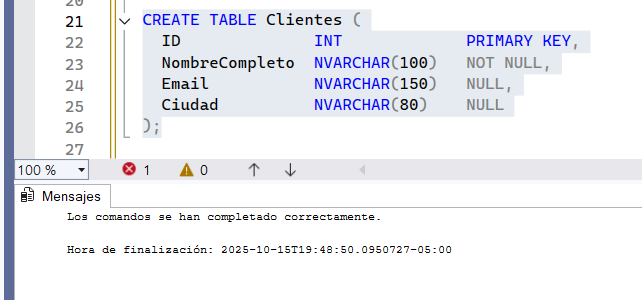 20
21 CREATE TABLE Clientes (
22 ID INT PRIMARY KEY,
23 NombreCompleto NVARCHAR(100) NOT NULL,
24 Email NVARCHAR(150) NULL,
25 Ciudad NVARCHAR(80) NULL
26 );
27
100 % 1 0
Mensajes
Los comandos se han completado correctamente.
Hora de finalización: 2025-10-15T19:48:50.0950727-05:00